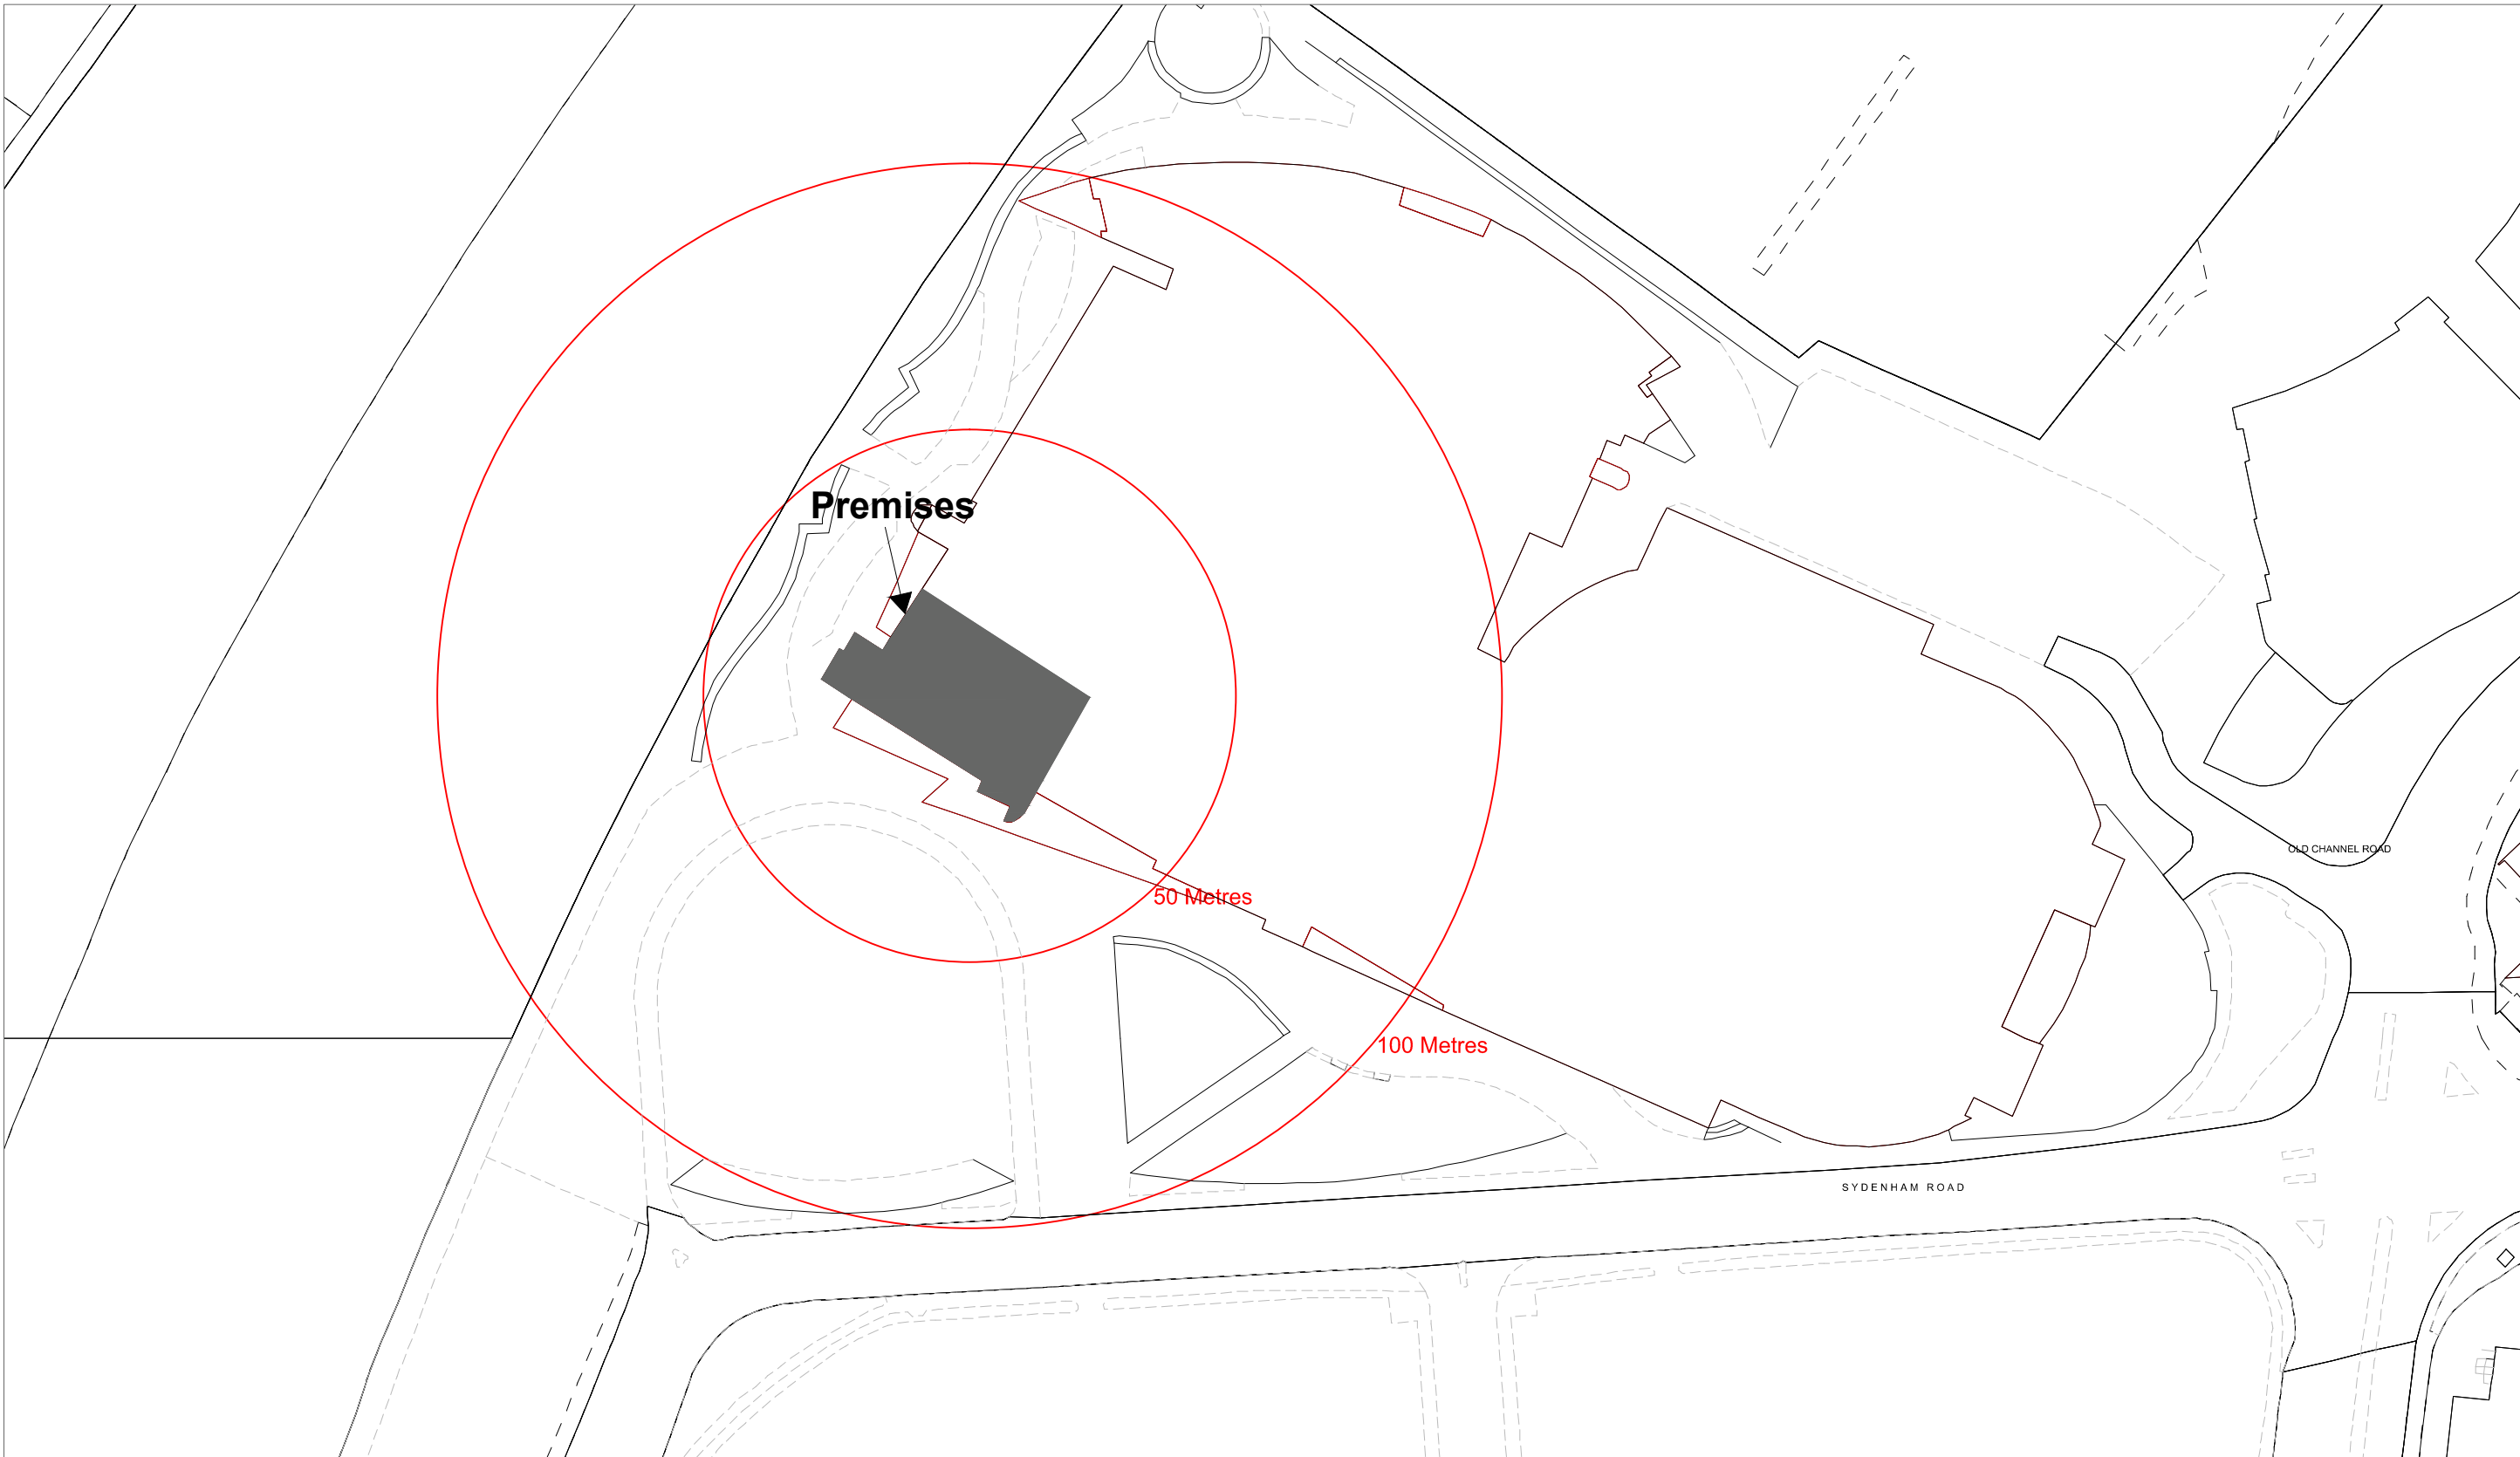 Premises
OLD CHANNEL ROAD
50 Metres
100 Metres
SYDENHAM ROAD